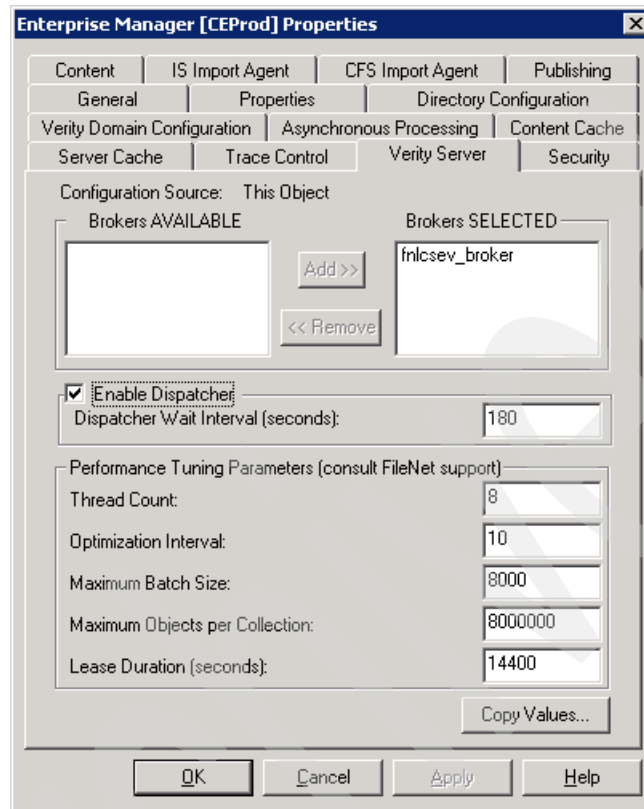 Enterprise Manager [CEProd] Properties
Content IS Import Agent CFS Import Agent Publishing
General Properties Directory Configuration
Verity Domain Configuration Asynchronous Processing Content Cache
Server Cache Trace Control Verity Server Security
Configuration Source: This Object
Brokers AVAILABLE Brokers SELECTED
fnlcsev_broker
Add >>
<< Remove
Enable Dispatcher
Dispatcher Wait Interval (seconds): 180
Performance Tuning Parameters (consult FileNet support)
Thread Count: 8
Optimization Interval: 10
Maximum Batch Size: 8000
Maximum Objects per Collection: 8000000
Lease Duration (seconds): 14400
Copy Values...
OK Cancel Apply Help